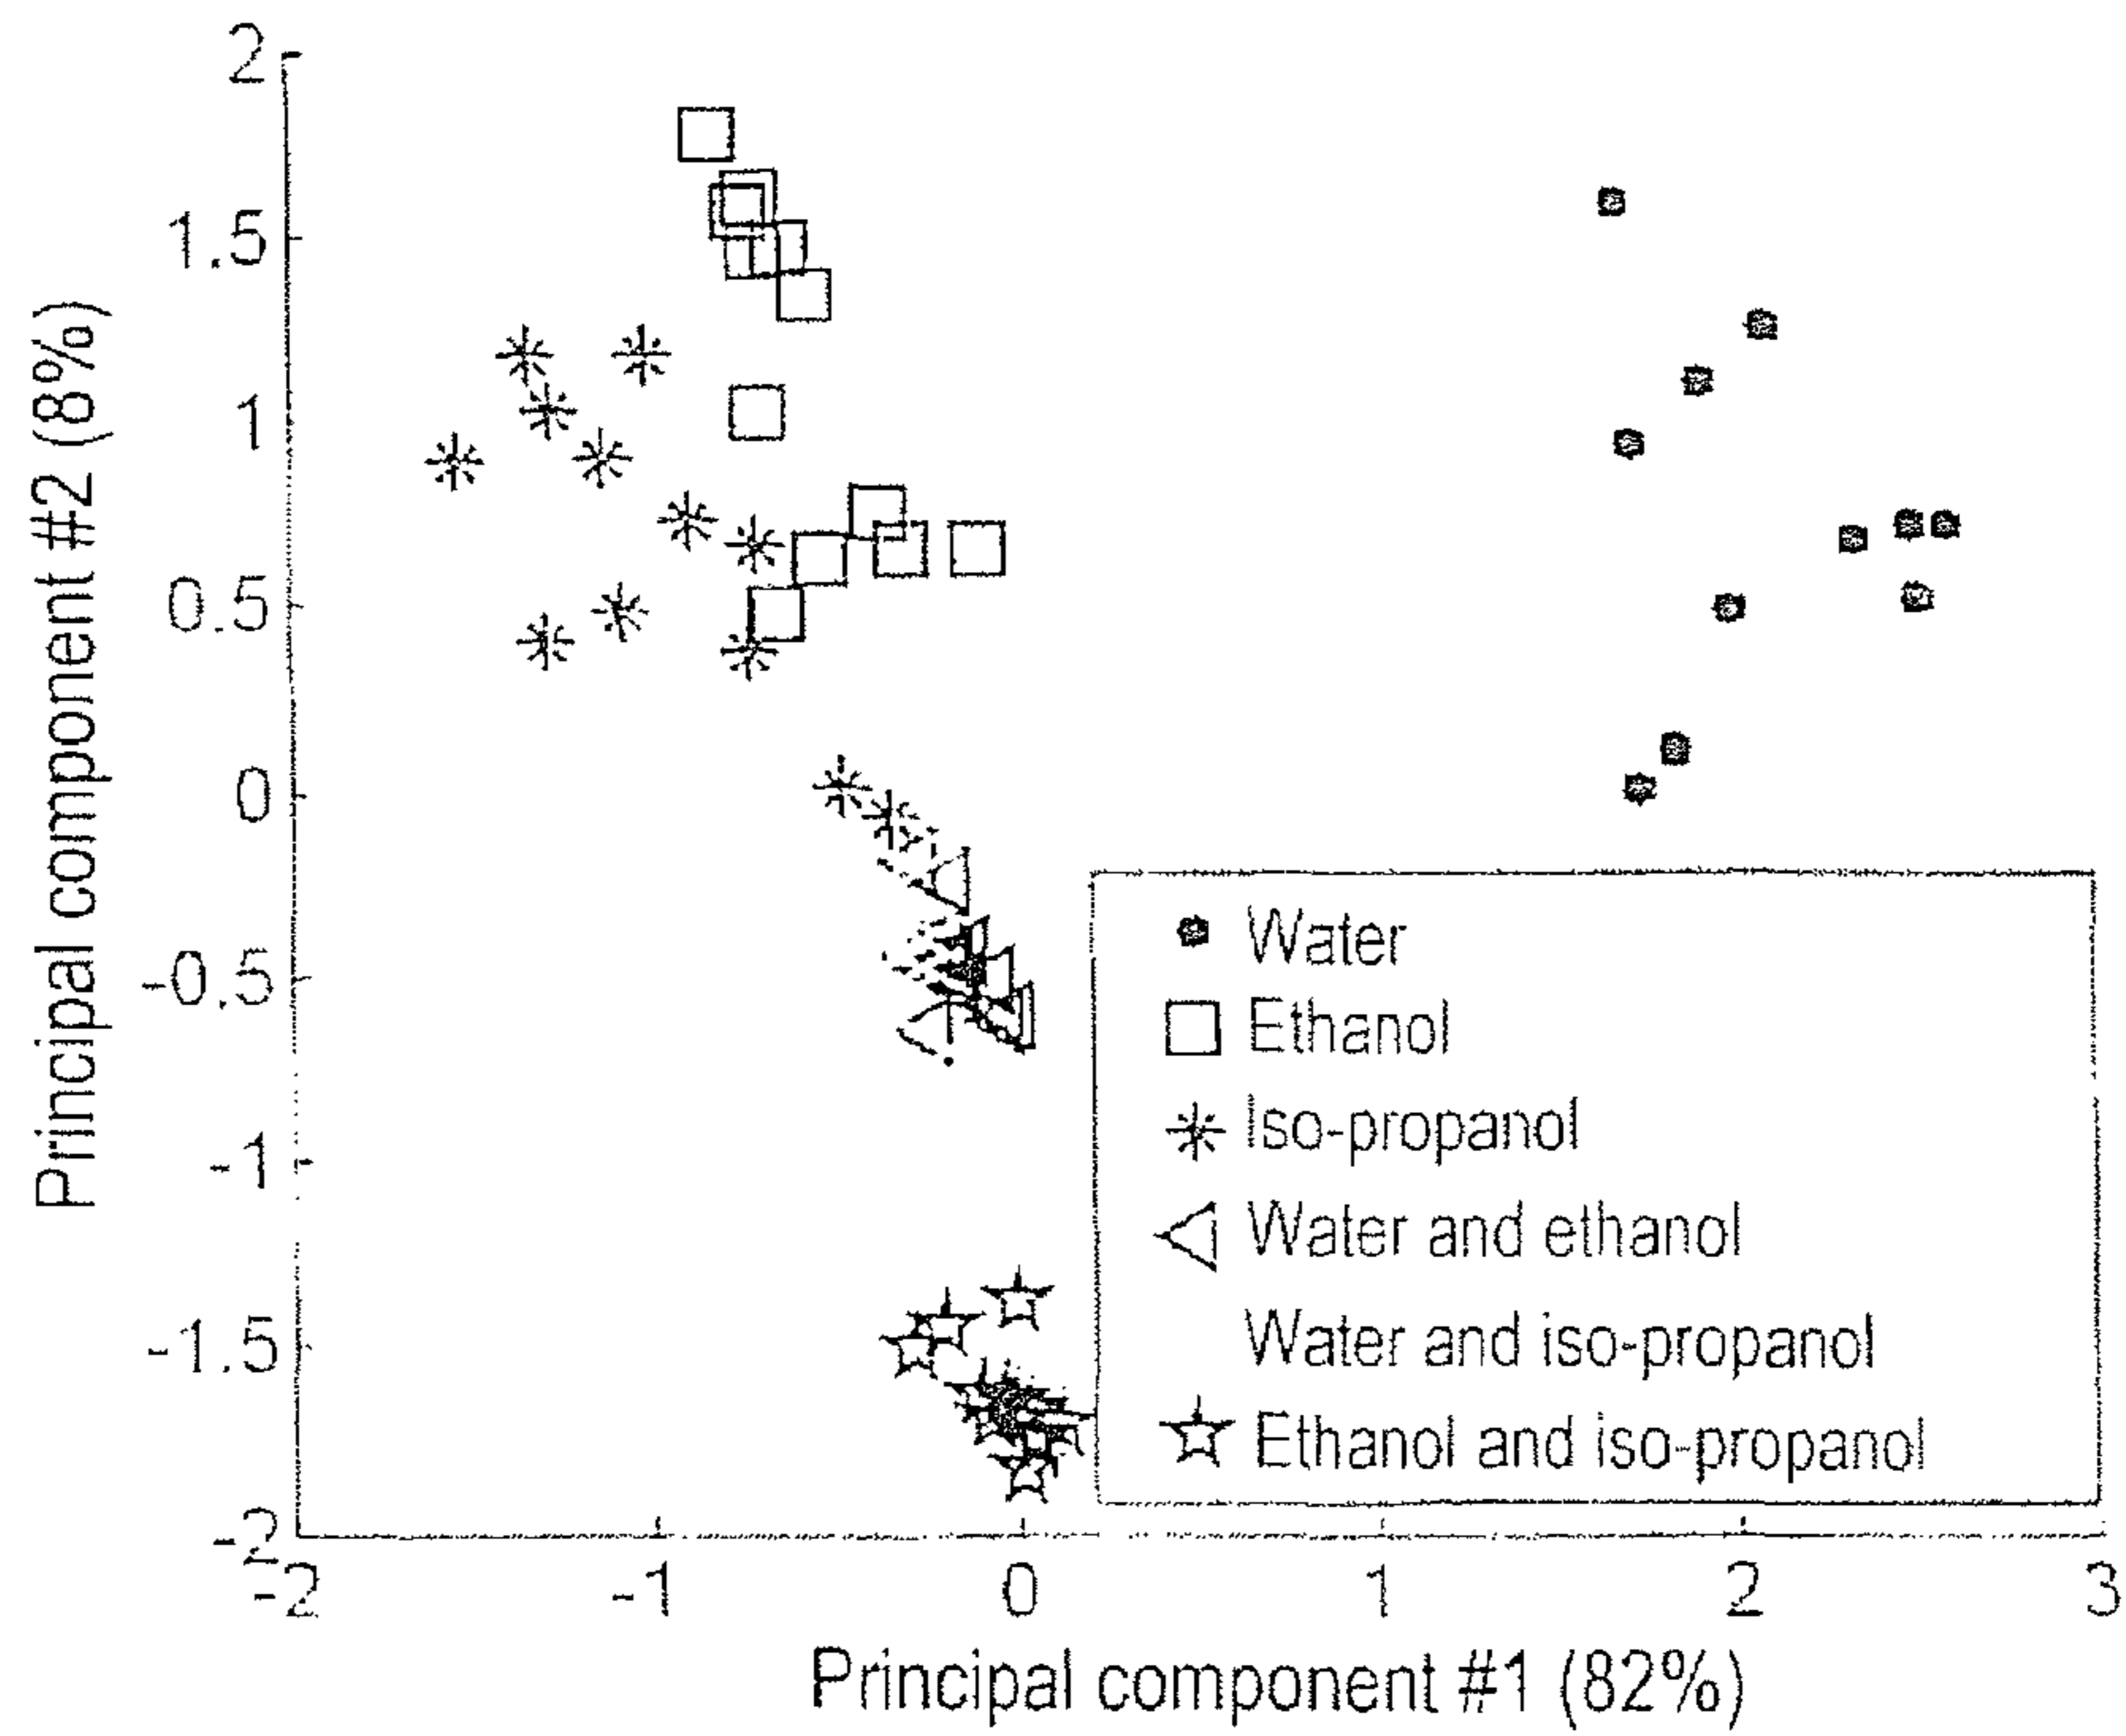 2
1.5
1
0.5
0
-0.5
-1
-1.5
-2
Principal component #2 (8%)
Water
Ethanol
Iso-propanol
Water and ethanol
Water and iso-propanol
Ethanol and iso-propanol
-2 -1 0 1 2 3
Principal component #1 (82%)